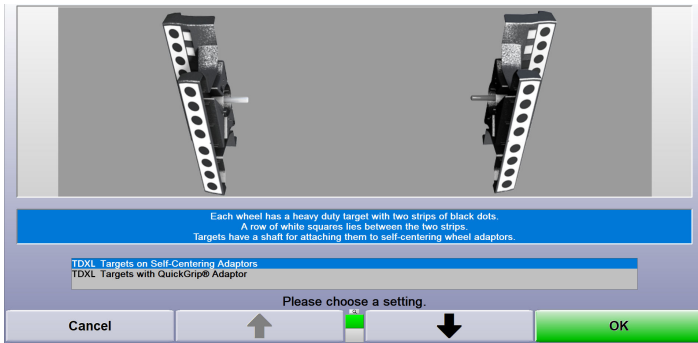 Each wheel has a heavy duty target with two strips of black dots.
A row of white squares lies between the two strips.
Targets have a shaft for attaching them to self-centering wheel adaptors.
TDXL Targets on Self-Centering Adaptors
TDXL Targets with QuickGrip® Adaptor
Please choose a setting.
Cancel
OK